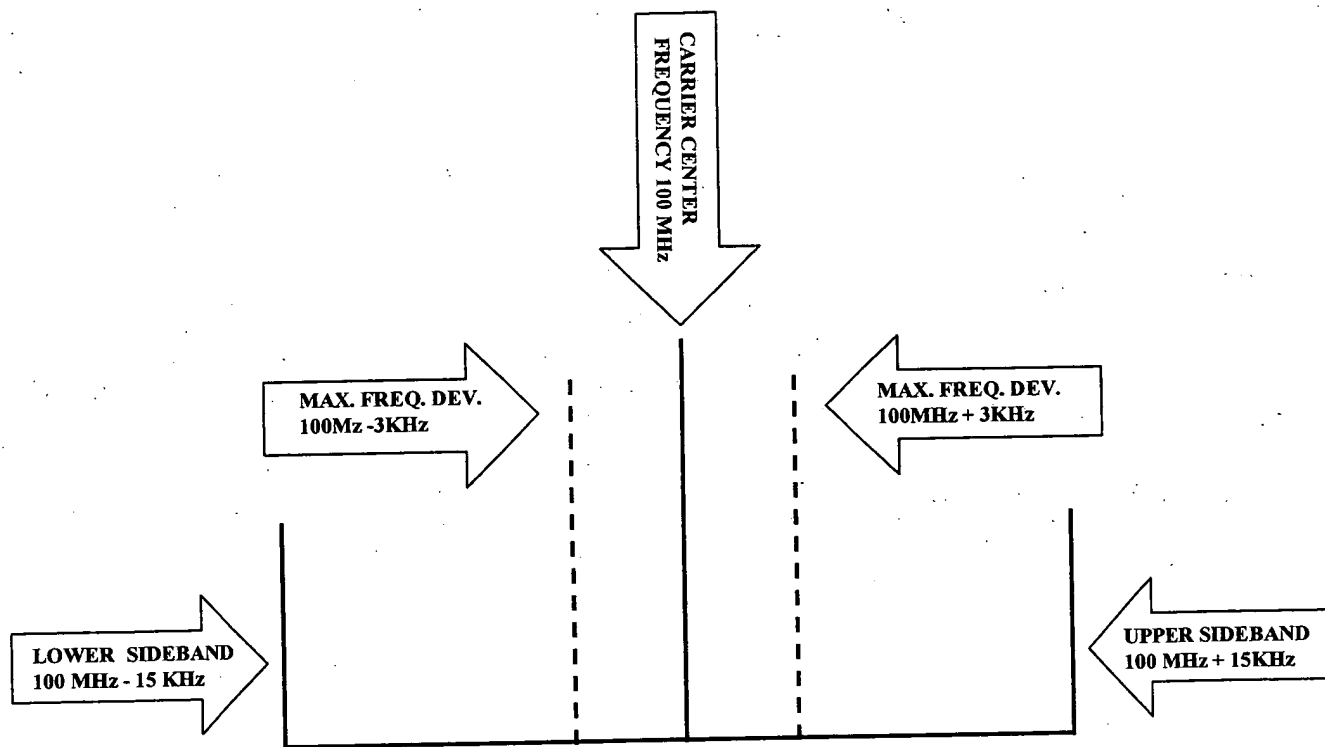 CARRIER CENTER
FREQUENCY 100 MHz
MAX. FREQ. DEV.
100Mz -3KHz
MAX. FREQ. DEV.
100MHz + 3KHz
LOWER SIDEBAND
100 MHz - 15 KHz
UPPER SIDEBAND
100 MHz + 15KHz